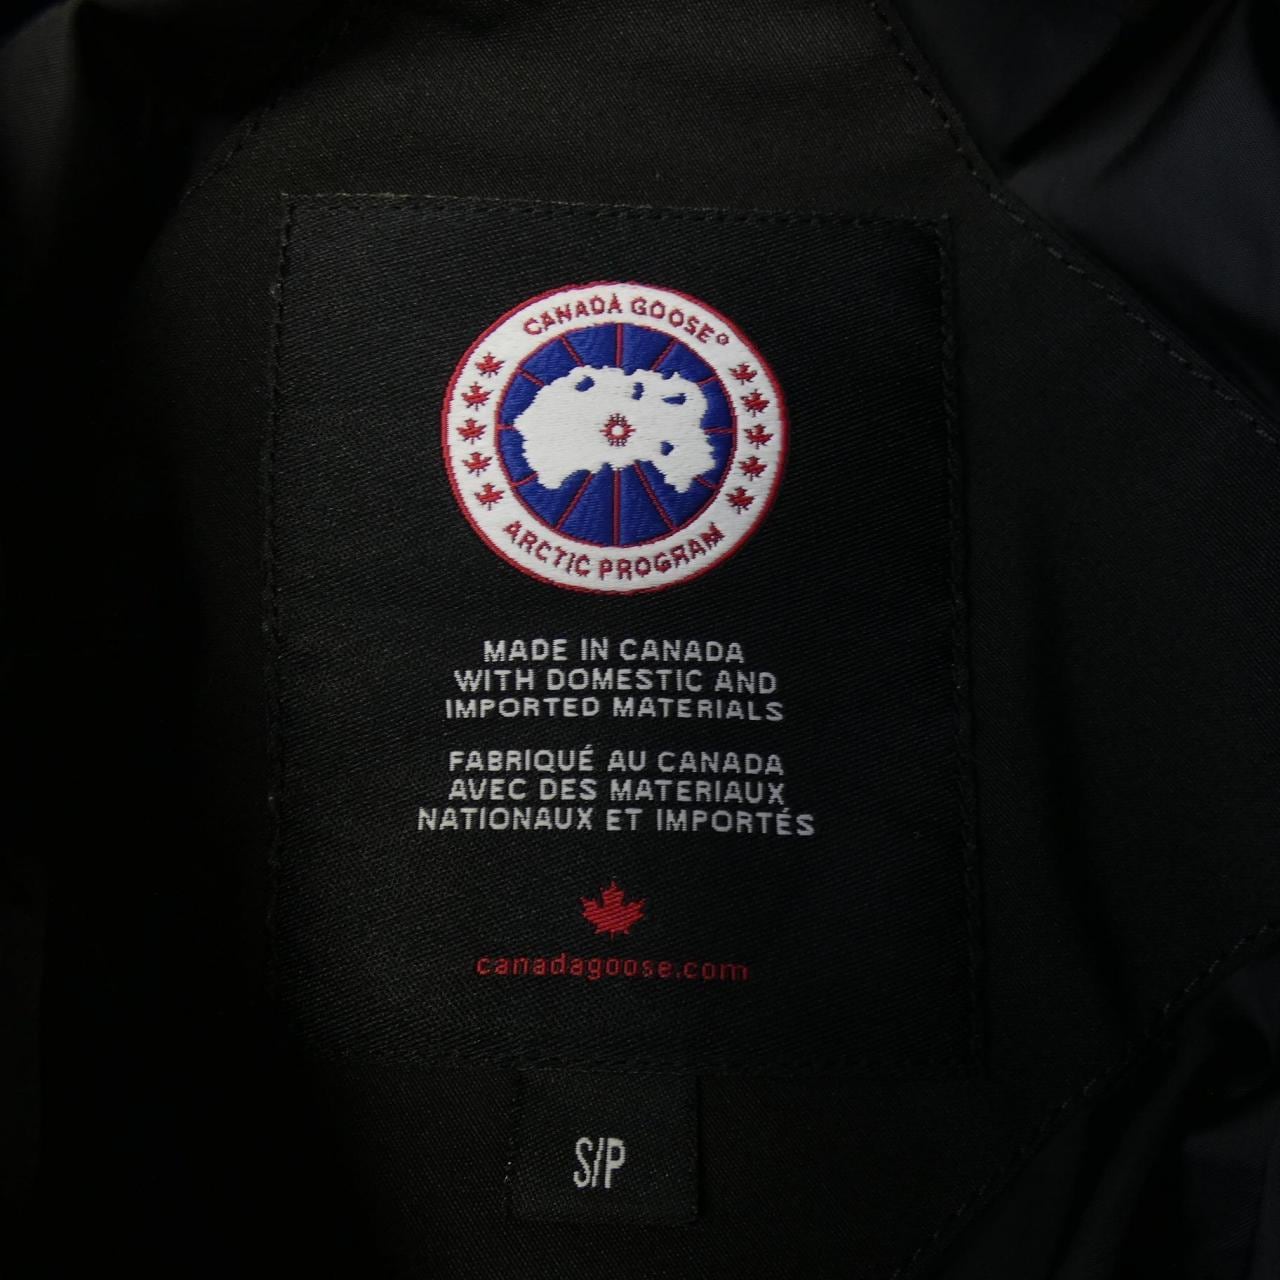 CANADA GOOSE®
ARCTIC PROGRAM
MADE IN CANADA
WITH DOMESTIC AND
IMPORTED MATERIALS
FABRIQUÉ AU CANADA
AVEC DES MATERIAUX
NATIONAUX ET IMPORTÉS
canadagoose.com
S/P